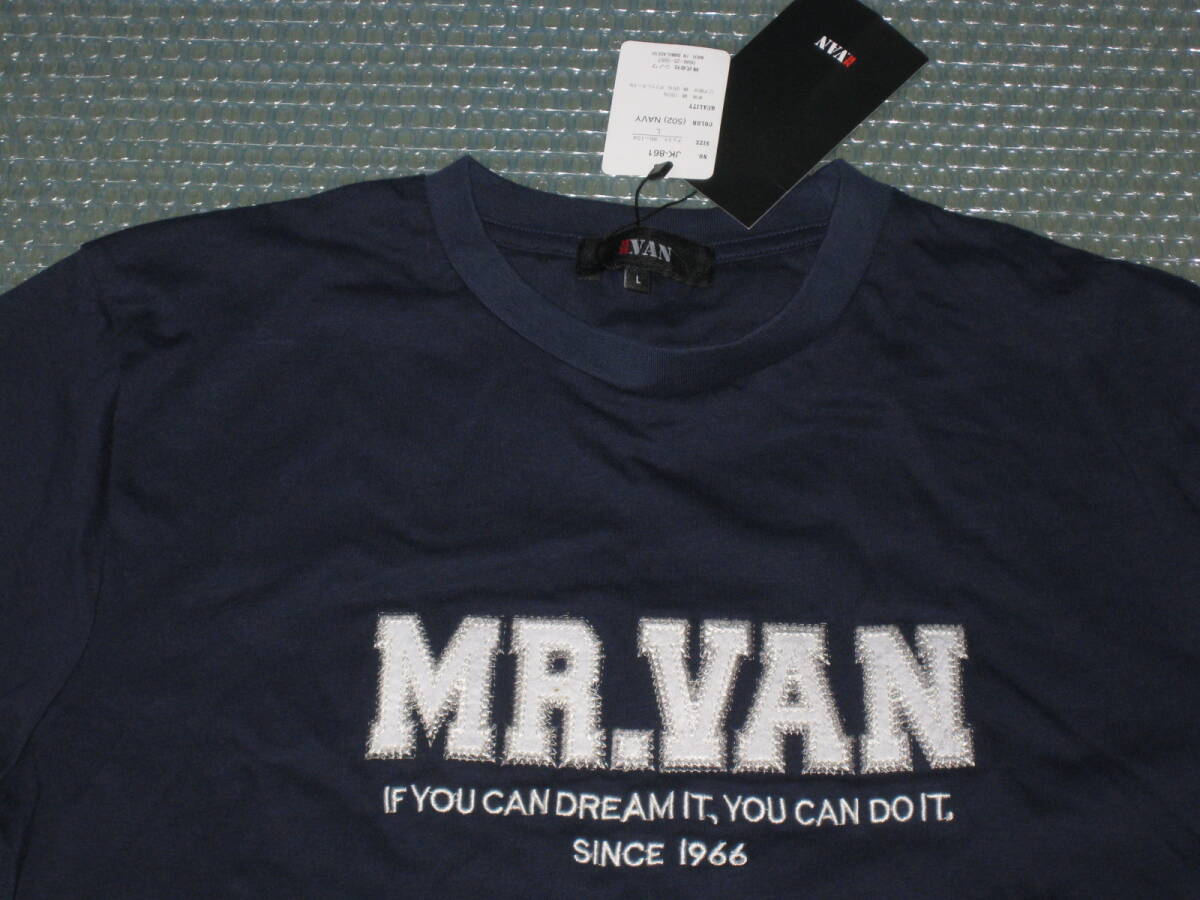 VAN
NO. JK-861
SIZE L
COLOR (502) NAVY
QUALITY
VAN
L
MR.VAN
IF YOU CAN DREAM IT, YOU CAN DO IT.
SINCE 1966